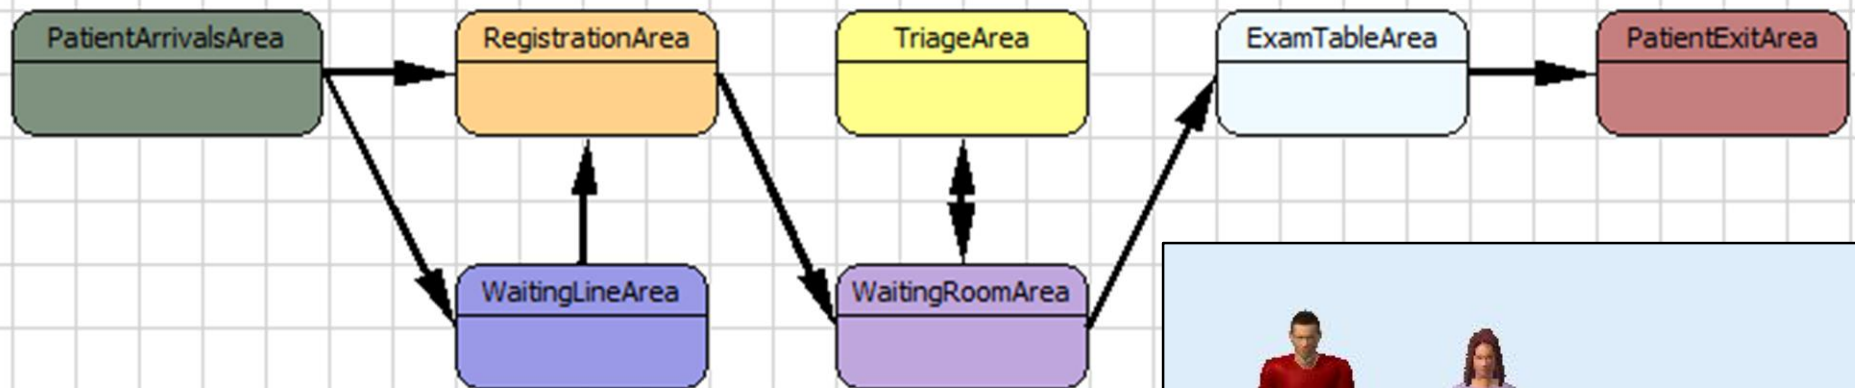 PatientArrivalsArea
RegistrationArea
TriageArea
ExamTableArea
PatientExitArea
WaitingLineArea
WaitingRoomArea